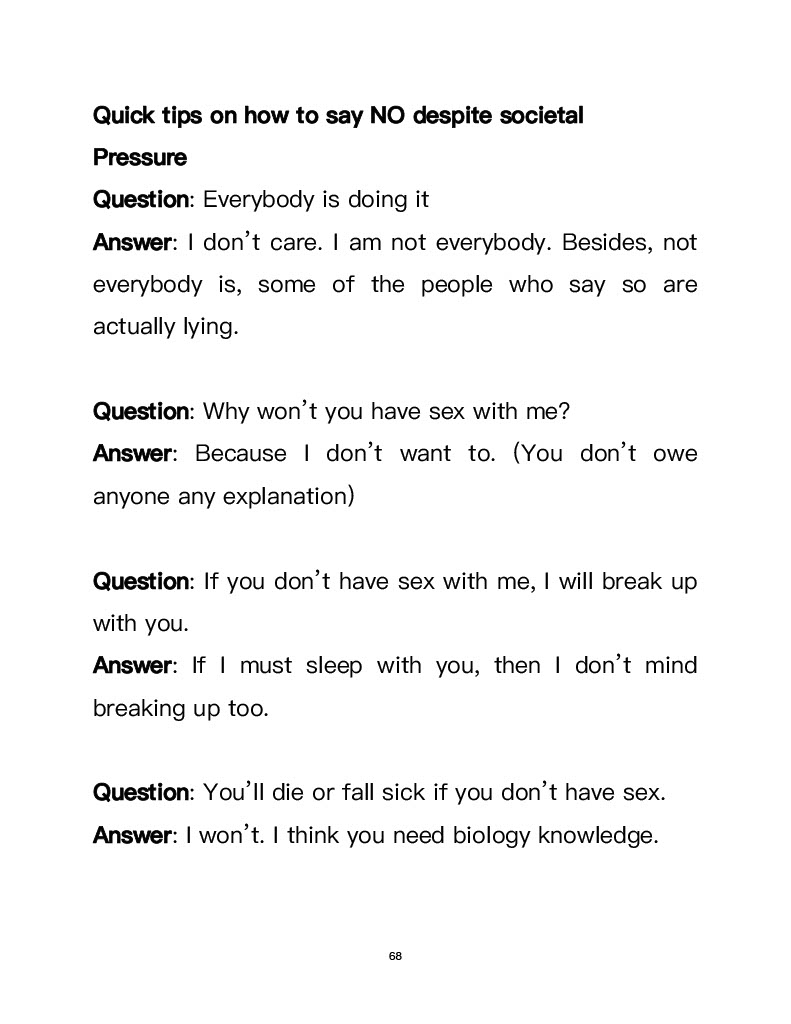 Quick tips on how to say NO despite societal
Pressure
Question: Everybody is doing it
Answer: I don’t care. I am not everybody. Besides, not
everybody is, some of the people who say so are
actually lying.
Question: Why won’t you have sex with me?
Answer: Because I don’t want to. (You don’t owe
anyone any explanation)
Question: If you don’t have sex with me, I will break up
with you.
Answer: If I must sleep with you, then I don’t mind
breaking up too.
Question: You’ll die or fall sick if you don’t have sex.
Answer: I won’t. I think you need biology knowledge.
68